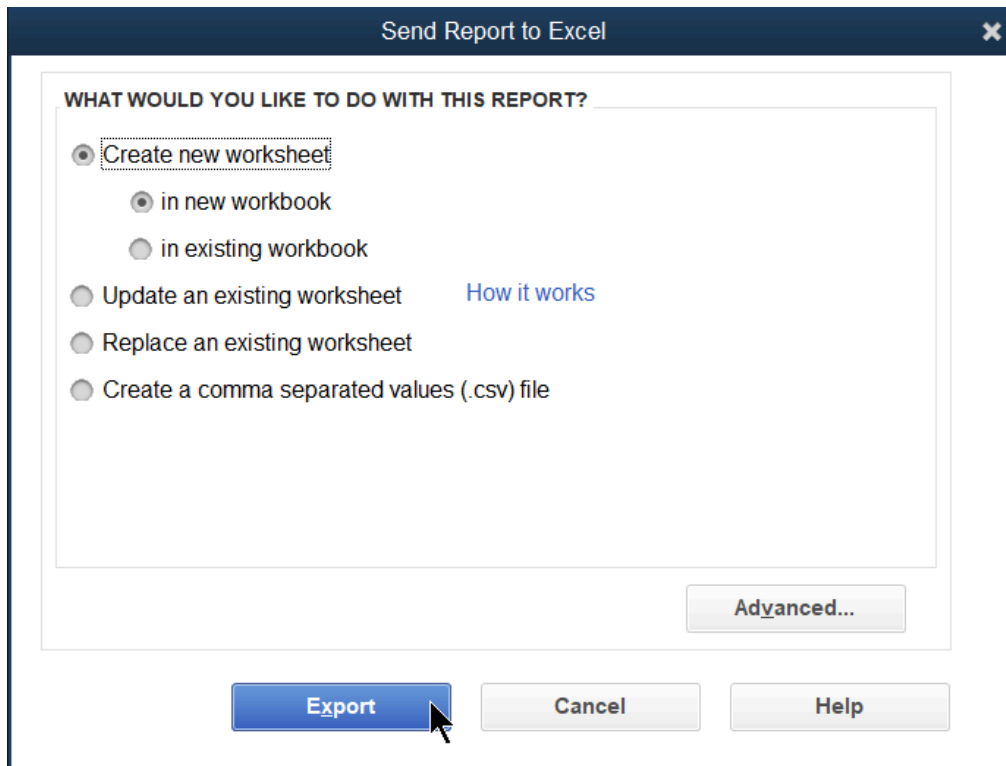 Send Report to Excel
WHAT WOULD YOU LIKE TO DO WITH THIS REPORT?
Create new worksheet
in new workbook
in existing workbook
Update an existing worksheet How it works
Replace an existing worksheet
Create a comma separated values (.csv) file
Advanced...
Export Cancel Help